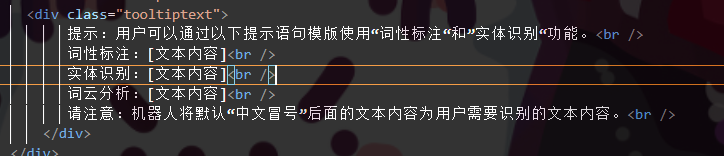 <div class="tooltiptext">
提示：用户可以通过以下提示语句模版使用“词性标注“和”实体识别“功能。<br />
词性标注：[文本内容]<br />
实体识别：[文本内容]<br />
词云分析：[文本内容]<br />
请注意：机器人将默认“中文冒号”后面的文本内容为用户需要识别的文本内容。<br />
</div>
</div>